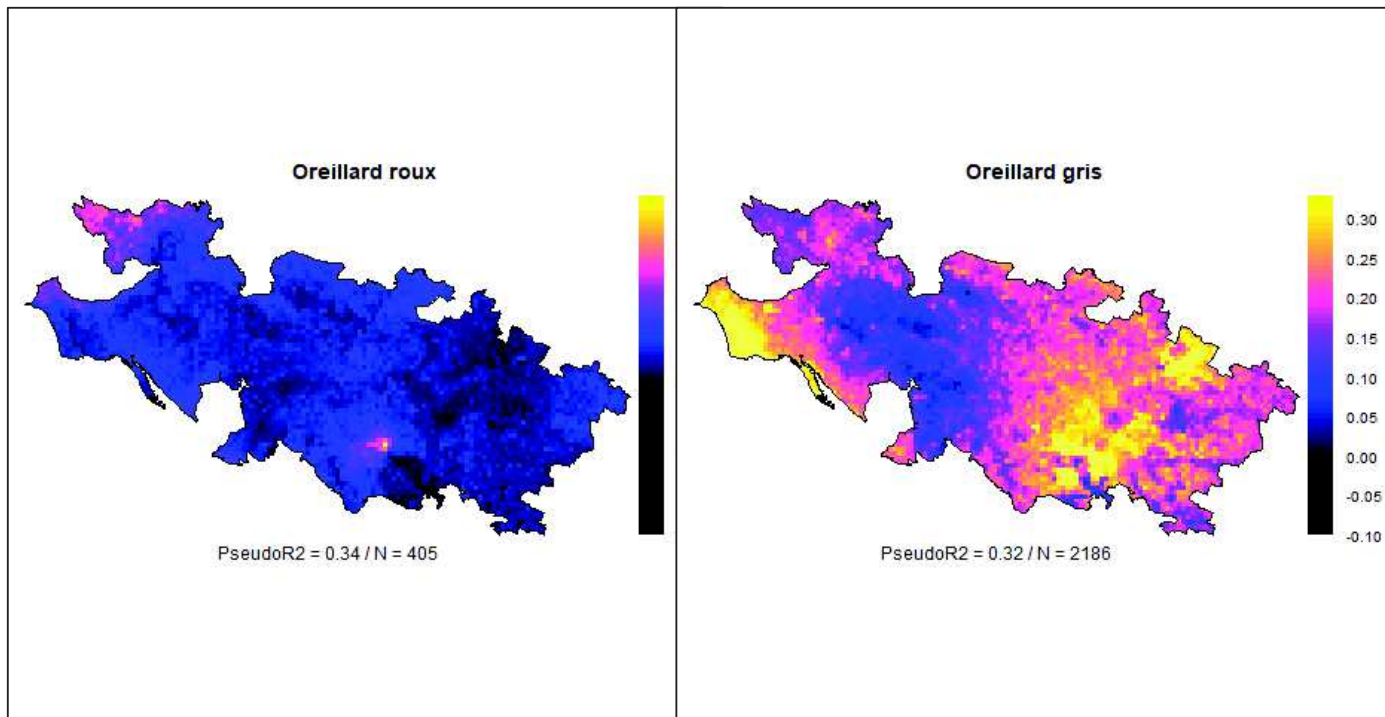 Oreillard roux
PseudoR2 = 0.34 / N = 405
Oreillard gris
0.30
0.25
0.20
0.15
0.10
0.05
0.00
-0.05
-0.10
PseudoR2 = 0.32 / N = 2186